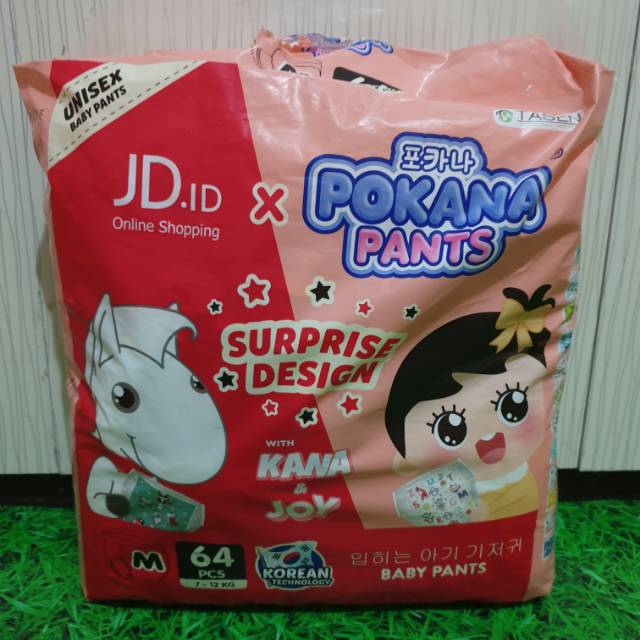 UNISEX
BABY PANTS
TASEN
JD.ID
Online Shopping
X
포카나
POKANA
PANTS
SURPRISE
DESIGN
WITH
KANA
&
JOY
M
64
PCS
7 - 12 KG
KOREAN
TECHNOLOGY
입히는 아기 기저귀
BABY PANTS